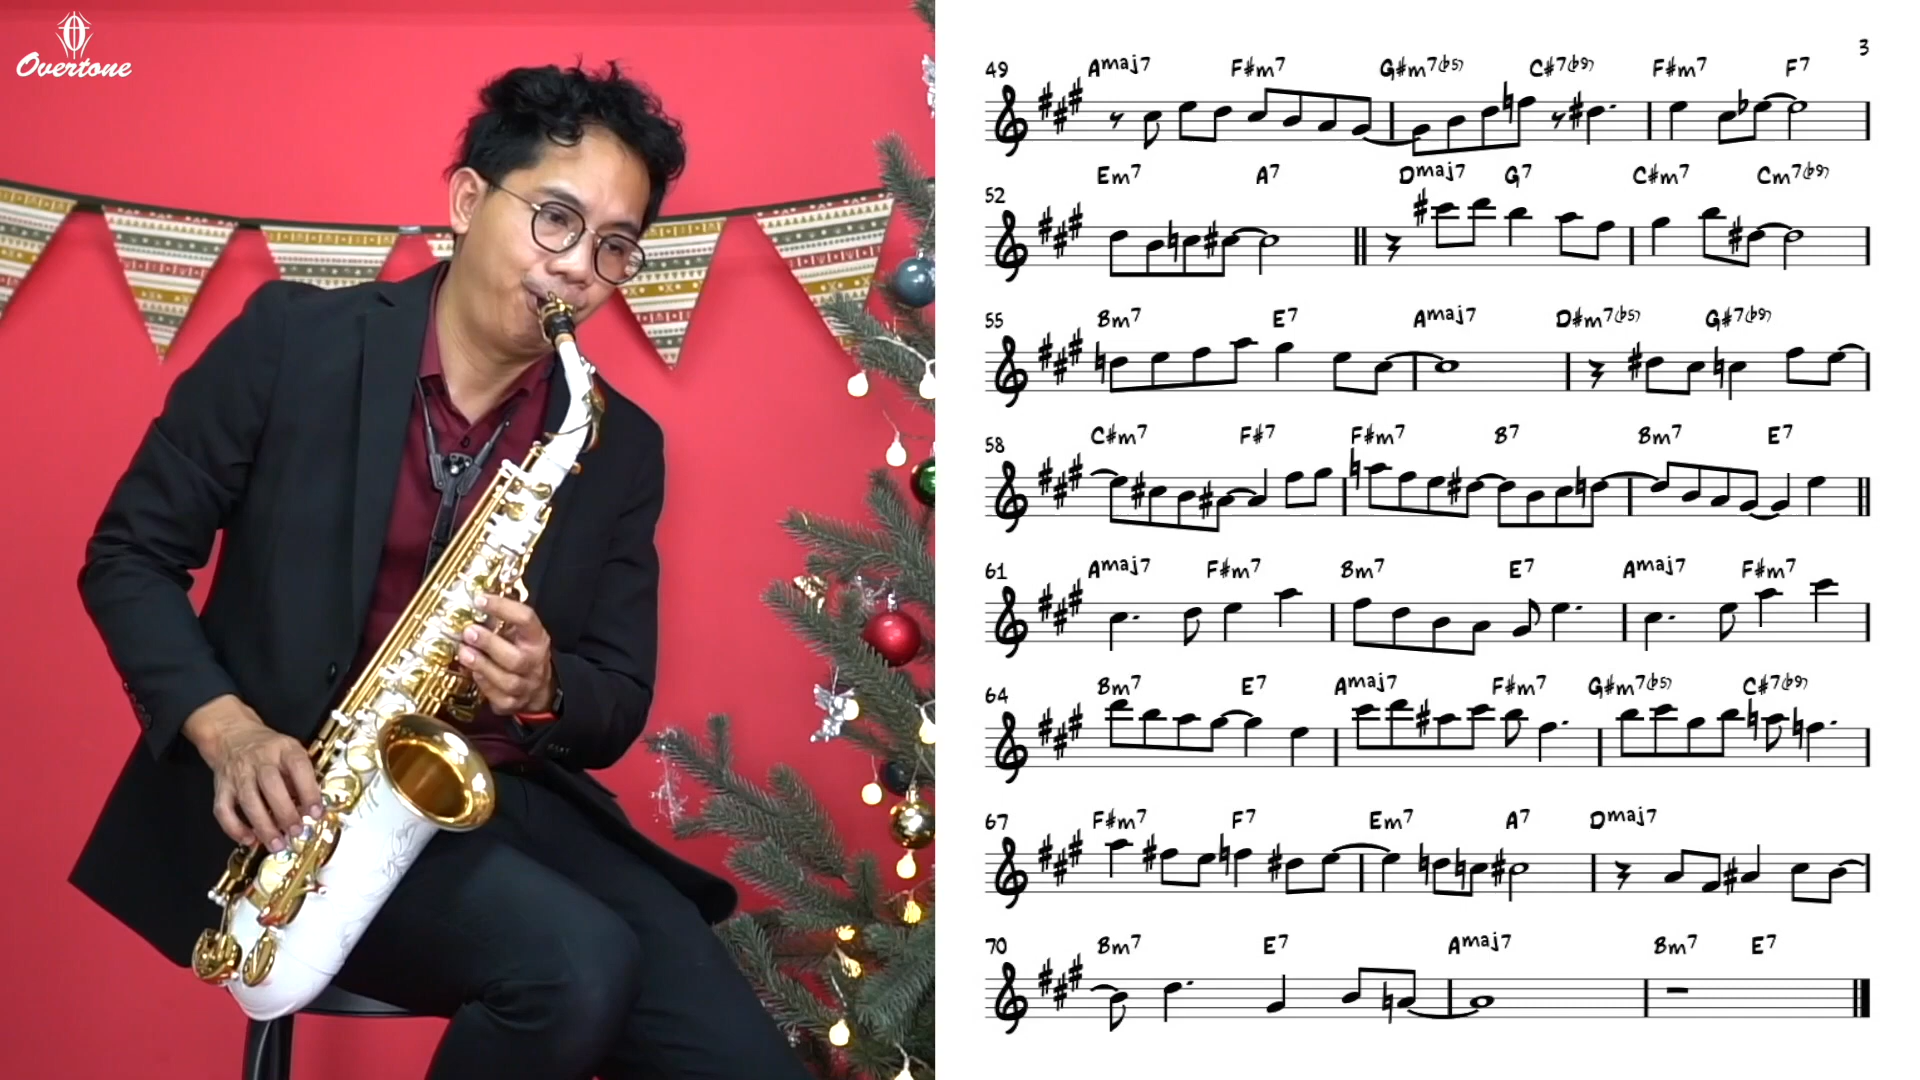 Overtone
3
49 Amaj7 F#m7 G#m7(b5) C#7(b9) F#m7 F7
52 Em7 A7 Dmaj7 G7 C#m7 Cm7(b9)
55 Bm7 E7 Amaj7 D#m7(b5) G#7(b9)
58 C#m7 F#7 F#m7 B7 Bm7 E7
61 Amaj7 F#m7 Bm7 E7 Amaj7 F#m7
64 Bm7 E7 Amaj7 F#m7 G#m7(b5) C#7(b9)
67 F#m7 F7 Em7 A7 Dmaj7
70 Bm7 E7 Amaj7 Bm7 E7